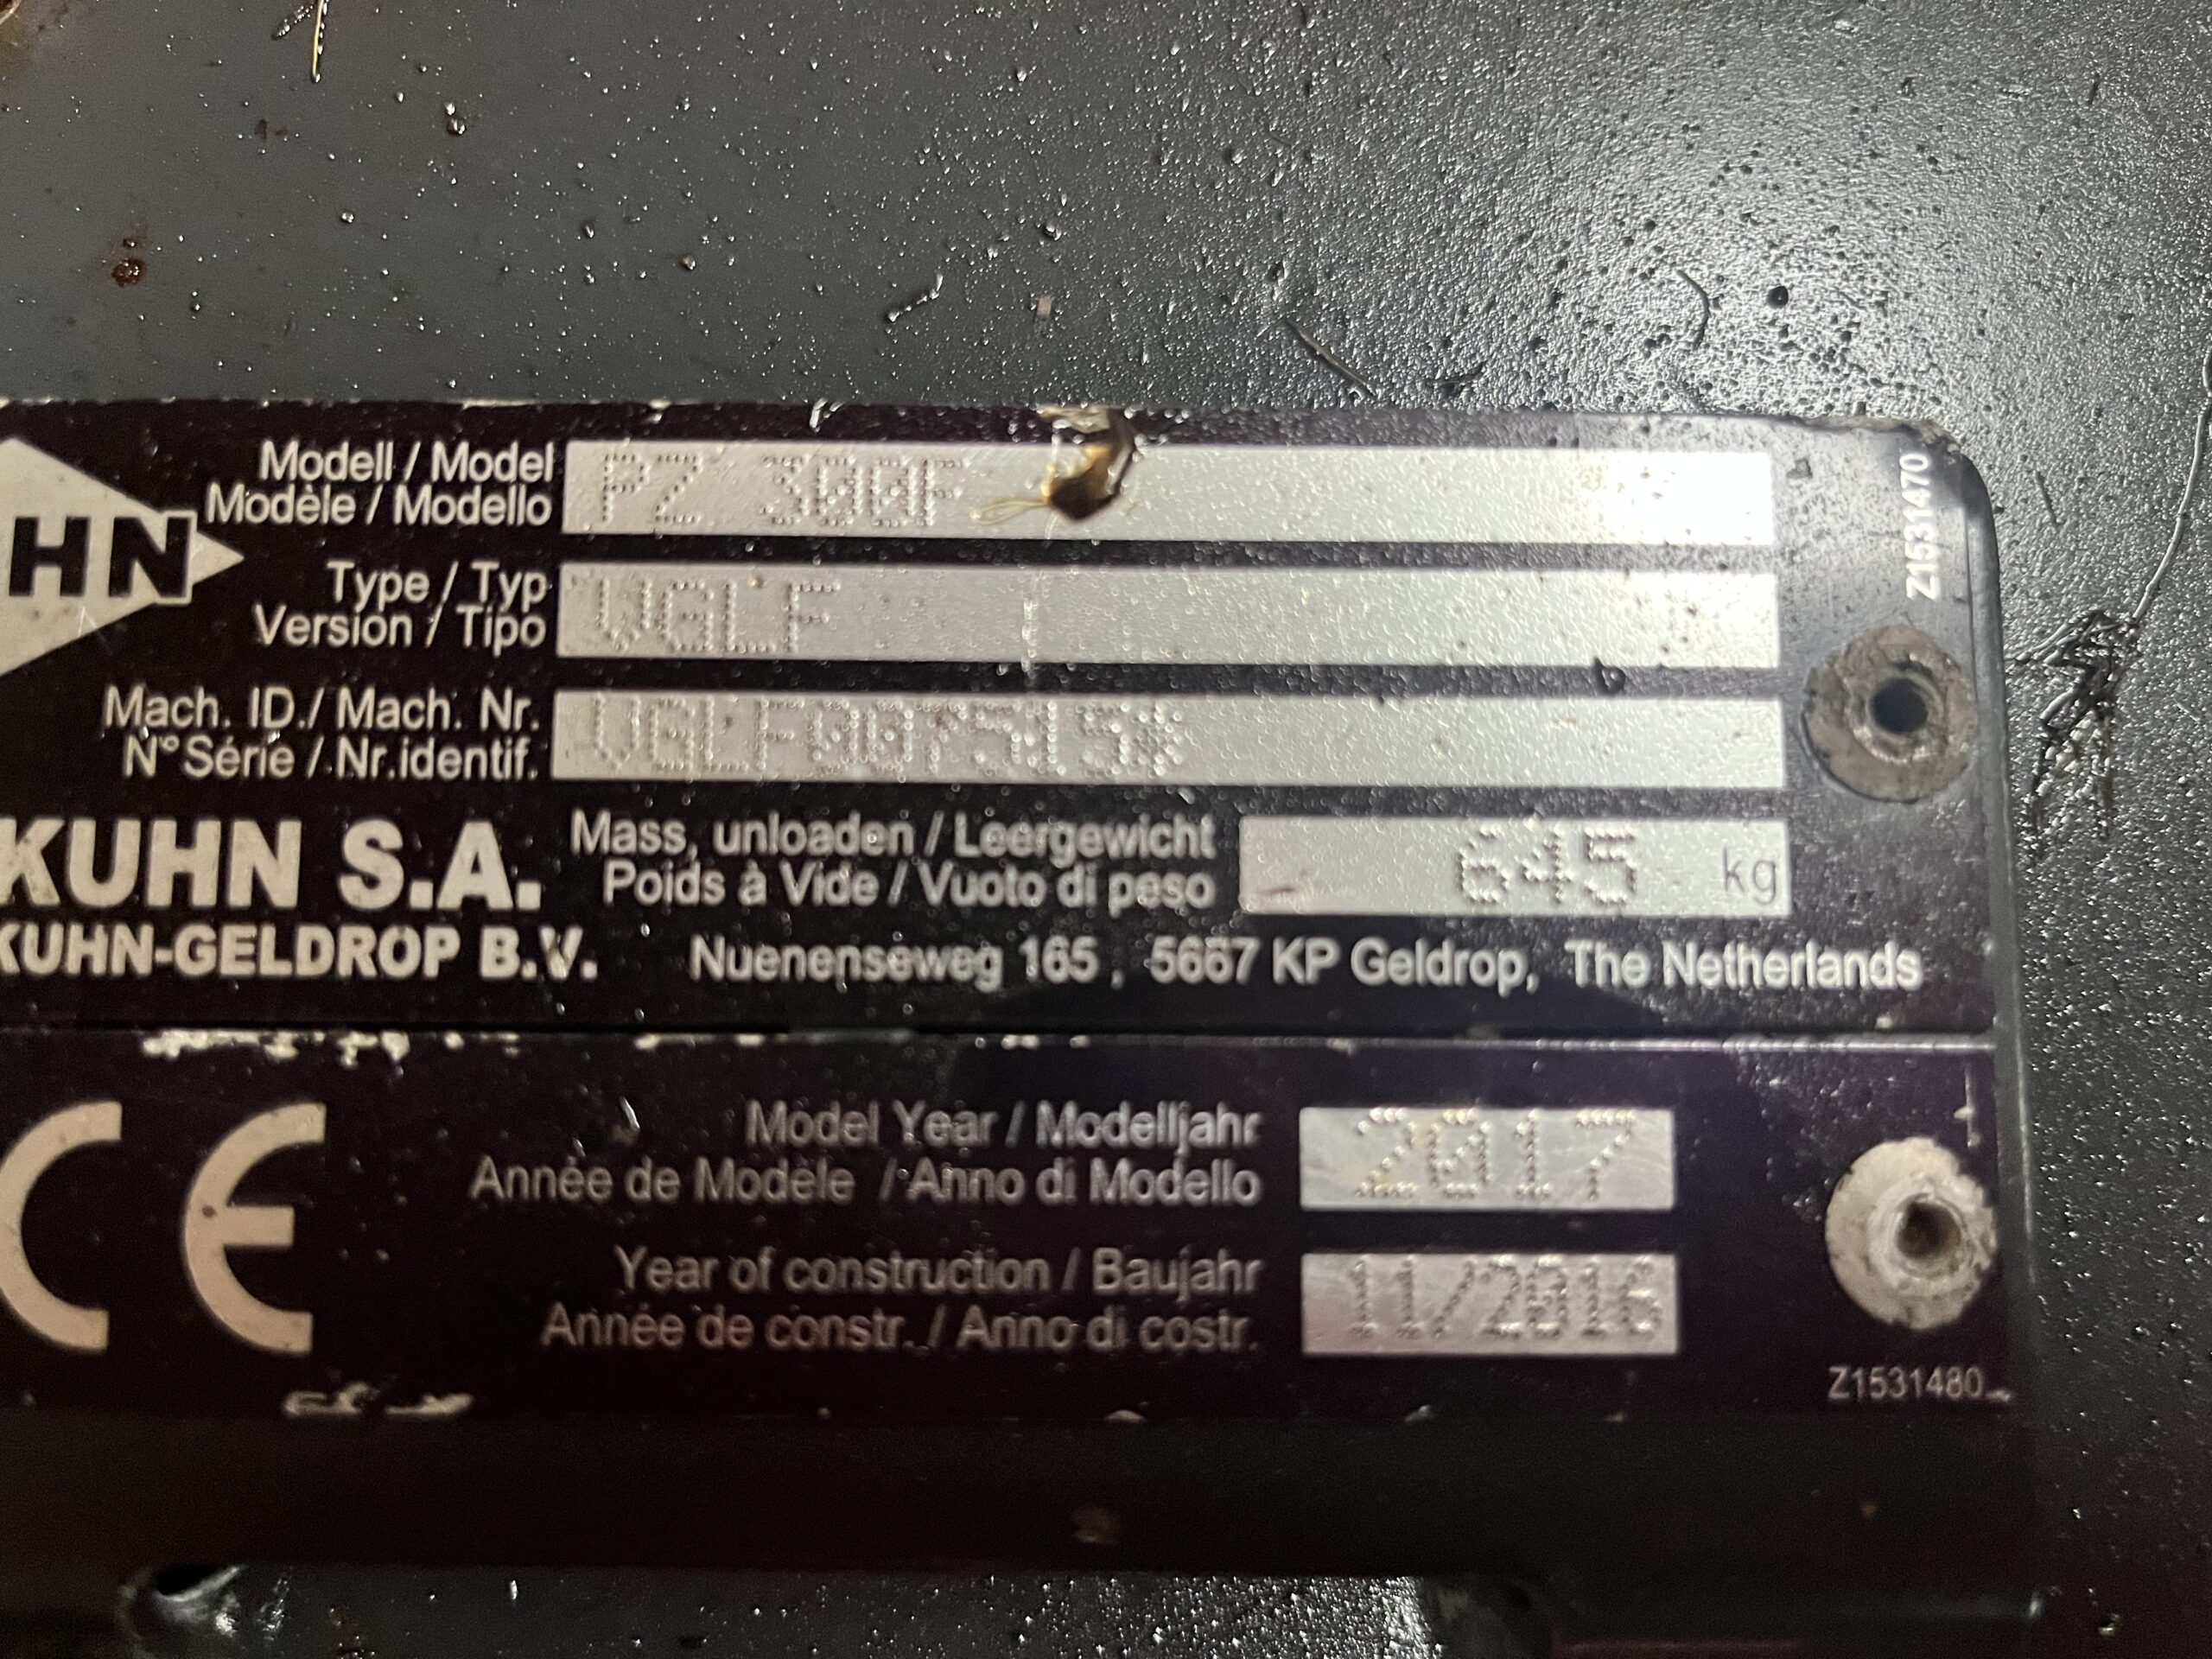 HN
Modell / Model
Modèle / Modello
PZ 300F
Z1531470
Type / Typ
Version / Tipo
VGLF
Mach. ID./ Mach. Nr.
N° Série / Nr.identif.
VGLF007515*
KUHN S.A.
Mass, unloaden / Leergewicht
Poids à Vide / Vuoto di peso
645 kg
KUHN-GELDROP B.V.
Nuenenseweg 165 , 5667 KP Geldrop, The Netherlands
CE
Model Year / Modelljahr
Année de Modèle / Anno di Modello
2017
Year of construction / Baujahr
Année de constr. / Anno di costr.
11/2016
Z1531480